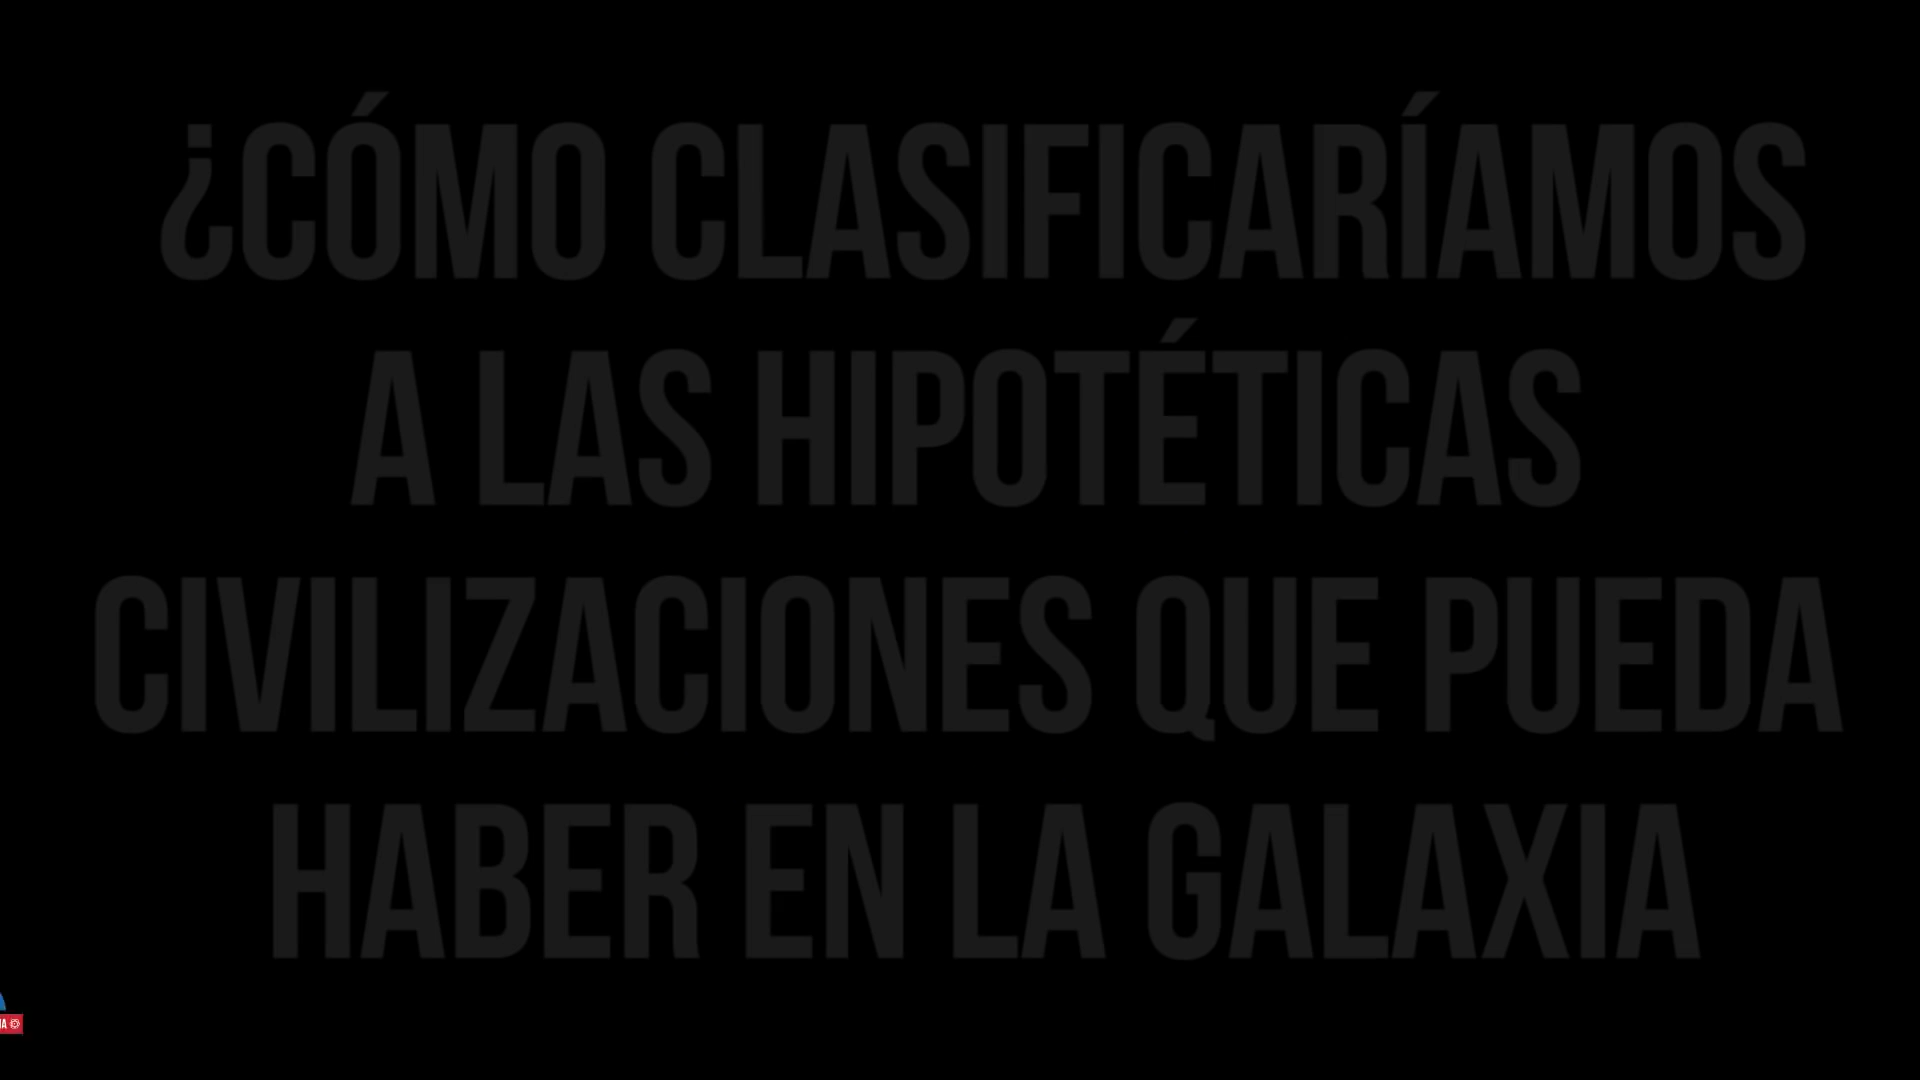 ¿CÓMO CLASIFICARÍAMOS
A LAS HIPOTÉTICAS
CIVILIZACIONES QUE PUEDA
HABER EN LA GALAXIA